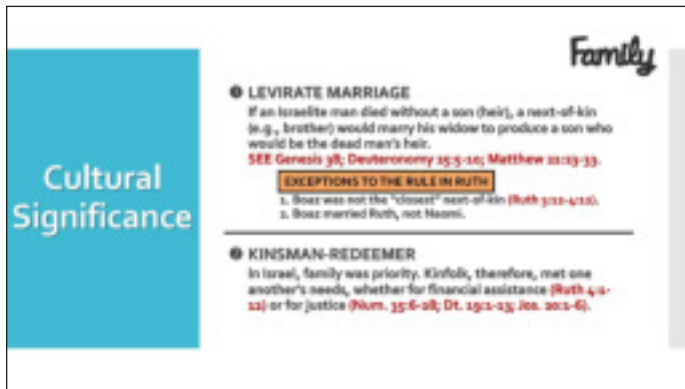 Family
Cultural
Significance
❶ LEVIRATE MARRIAGE
If an Israelite man died without a son (heir), a next-of-kin
(e.g., brother) would marry his widow to produce a son who
would be the dead man's heir.
SEE Genesis 38; Deuteronomy 25:5-10; Matthew 22:23-33.
EXCEPTIONS TO THE RULE IN RUTH
1. Boaz was not the "closest" next-of-kin (Ruth 3:12-4:12).
2. Boaz married Ruth, not Naomi.
❷ KINSMAN-REDEEMER
In Israel, family was priority. Kinfolk, therefore, met one
another's needs, whether for financial assistance (Ruth 4:1-
12) or for justice (Num. 35:6-28; Dt. 19:1-13; Jos. 20:1-6).